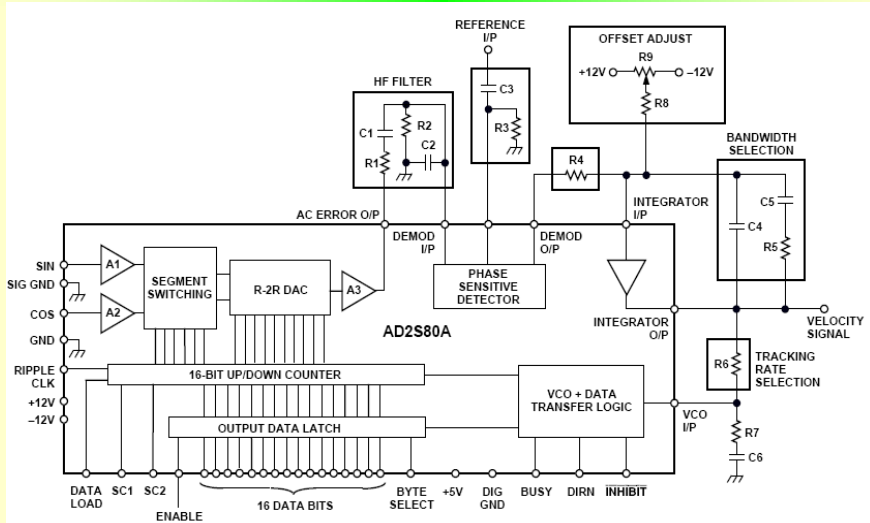 REFERENCE
I/P
OFFSET ADJUST
R9
+12V
–12V
R8
HF FILTER
C3
R3
C1
R2
C2
R1
R4
BANDWIDTH
SELECTION
C5
C4
R5
AC ERROR O/P
DEMOD
I/P
DEMOD
O/P
INTEGRATOR
I/P
SIN
SIG GND
COS
GND
A1
A2
SEGMENT
SWITCHING
R-2R DAC
A3
PHASE
SENSITIVE
DETECTOR
AD2S80A
INTEGRATOR
O/P
VELOCITY
SIGNAL
RIPPLE
CLK
+12V
–12V
16-BIT UP/DOWN COUNTER
VCO + DATA
TRANSFER LOGIC
R6
TRACKING
RATE
SELECTION
VCO
I/P
OUTPUT DATA LATCH
R7
C6
DATA
LOAD
SC1
SC2
ENABLE
16 DATA BITS
BYTE
SELECT
+5V
DIG
GND
BUSY
DIRN
INHIBIT